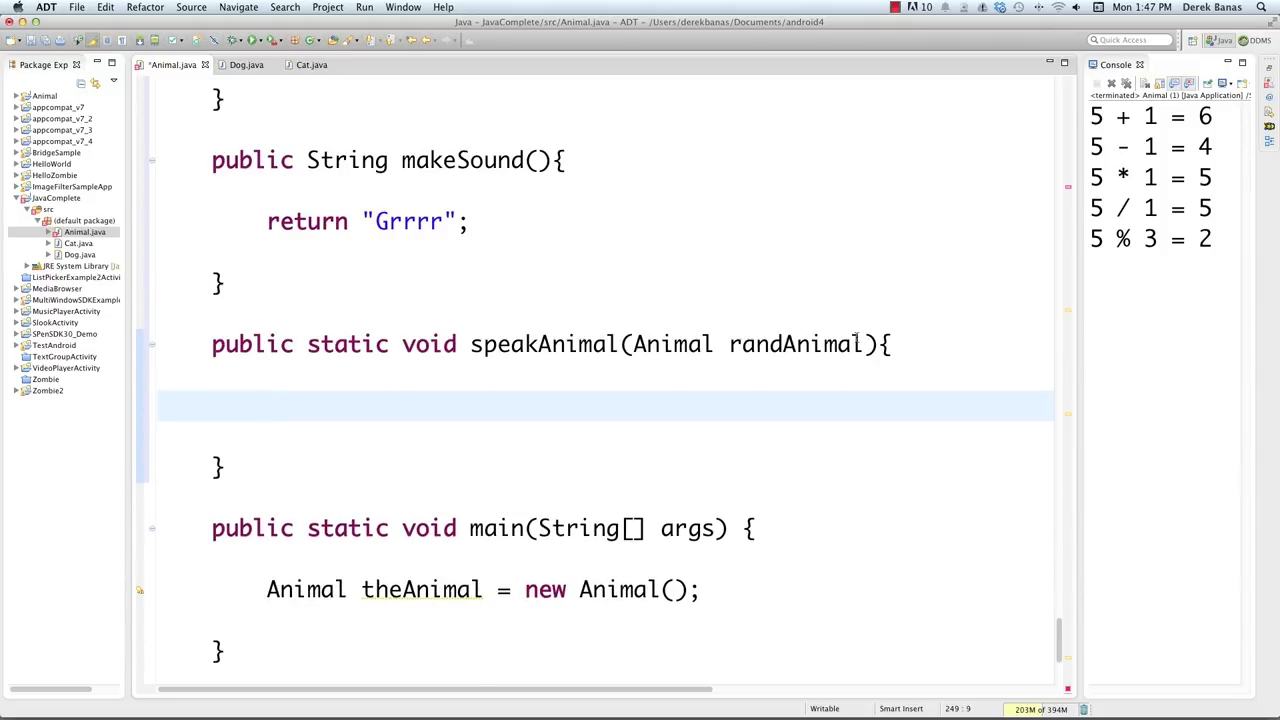 ADT File Edit Refactor Source Navigate Search Project Run Window Help 10 Mon 1:47 PM Derek Banas
Java - JavaComplete/src/Animal.java - ADT - /Users/derekbanas/Documents/android4
Quick Access Java DDMS
Package Exp
Animal
appcompat_v7
appcompat_v7_2
appcompat_v7_3
appcompat_v7_4
BridgeSample
HelloWorld
HelloZombie
ImageFilterSampleApp
JavaComplete
src
(default package)
Animal.java
Cat.java
Dog.java
JRE System Library [Ja
ListPickerExample2Activi
MediaBrowser
MultiWindowSDKExample
MusicPlayerActivity
SlookActivity
SPenSDK30_Demo
TestAndroid
TextGroupActivity
VideoPlayerActivity
Zombie
Zombie2
*Animal.java Dog.java Cat.java
}
public String makeSound(){
return "Grrrr";
}
public static void speakAnimal(Animal randAnimal){
}
public static void main(String[] args) {
Animal theAnimal = new Animal();
}
Console
<terminated> Animal (1) [Java Application] /S
5 + 1 = 6
5 - 1 = 4
5 * 1 = 5
5 / 1 = 5
5 % 3 = 2
Writable Smart Insert 249 : 9 203M of 394M